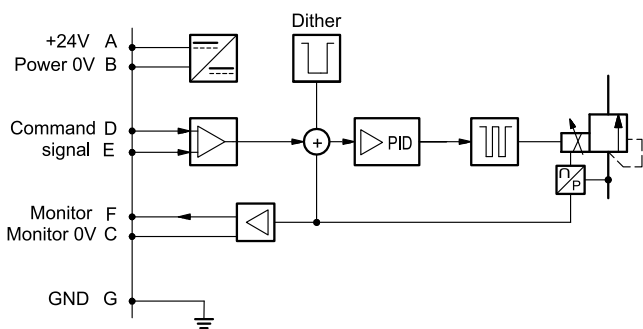 Dither
+24V A
Power 0V B
Command D
signal E
+
PID
Monitor F
Monitor 0V C
U
P
GND G